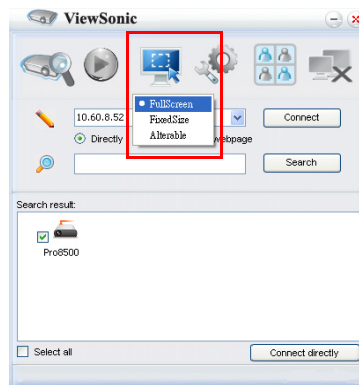 ViewSonic
FullScreen
FixedSize
Alterable
10.60.8.52
Connect
Directly
webpage
Search
Search result:
Pro8500
Select all
Connect directly